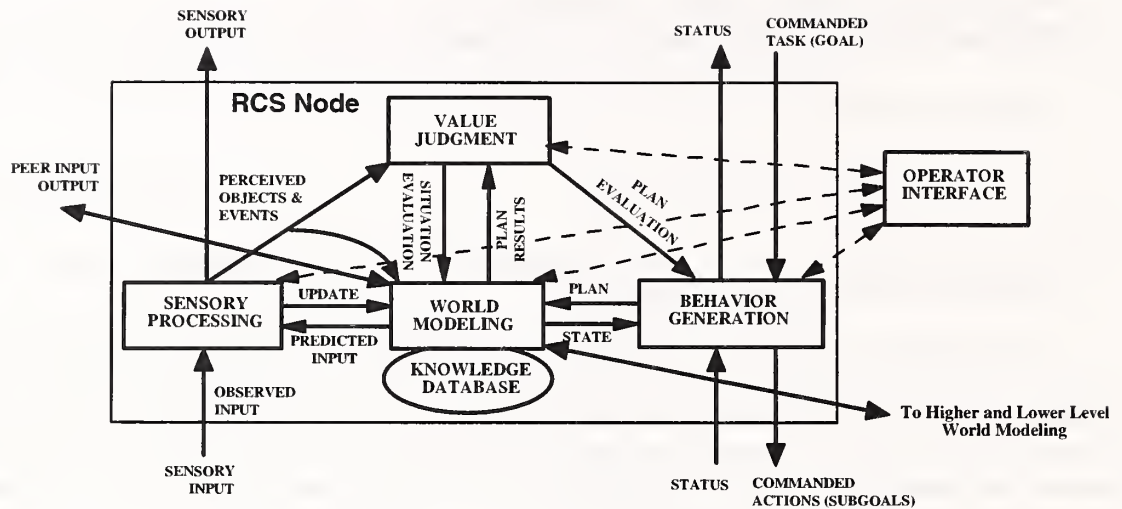 SENSORY
OUTPUT
STATUS
COMMANDED
TASK (GOAL)
RCS Node
VALUE
JUDGMENT
PEER INPUT
OUTPUT
PERCEIVED
OBJECTS &
EVENTS
SITUATION
EVALUATION
PLAN
RESULTS
PLAN
EVALUATION
OPERATOR
INTERFACE
SENSORY
PROCESSING
UPDATE
PREDICTED
INPUT
WORLD
MODELING
PLAN
STATE
BEHAVIOR
GENERATION
KNOWLEDGE
DATABASE
OBSERVED
INPUT
To Higher and Lower Level
World Modeling
SENSORY
INPUT
STATUS
COMMANDED
ACTIONS (SUBGOALS)